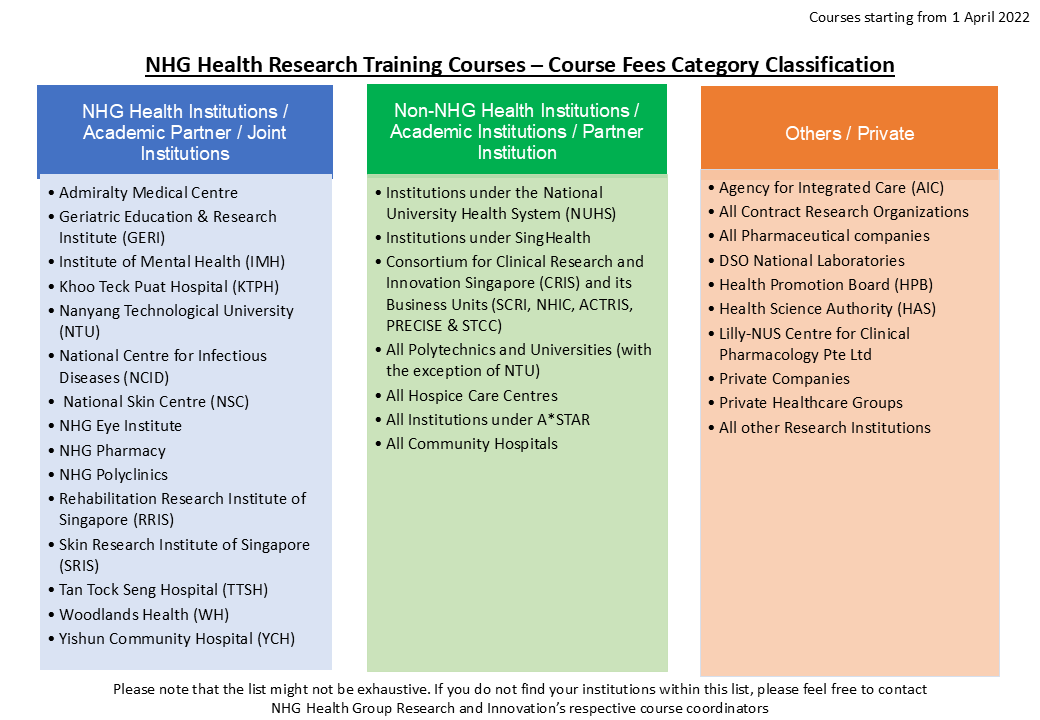 Courses starting from 1 April 2022
NHG Health Research Training Courses – Course Fees Category Classification
NHG Health Institutions /
Academic Partner / Joint
Institutions
• Admiralty Medical Centre
• Geriatric Education & Research
Institute (GERI)
• Institute of Mental Health (IMH)
• Khoo Teck Puat Hospital (KTPH)
• Nanyang Technological University
(NTU)
• National Centre for Infectious
Diseases (NCID)
• National Skin Centre (NSC)
• NHG Eye Institute
• NHG Pharmacy
• NHG Polyclinics
• Rehabilitation Research Institute of
Singapore (RRIS)
• Skin Research Institute of Singapore
(SRIS)
• Tan Tock Seng Hospital (TTSH)
• Woodlands Health (WH)
• Yishun Community Hospital (YCH)
Non-NHG Health Institutions /
Academic Institutions / Partner
Institution
• Institutions under the National
University Health System (NUHS)
• Institutions under SingHealth
• Consortium for Clinical Research and
Innovation Singapore (CRIS) and its
Business Units (SCRI, NHIC, ACTRIS,
PRECISE & STCC)
• All Polytechnics and Universities (with
the exception of NTU)
• All Hospice Care Centres
• All Institutions under A*STAR
• All Community Hospitals
Others / Private
• Agency for Integrated Care (AIC)
• All Contract Research Organizations
• All Pharmaceutical companies
• DSO National Laboratories
• Health Promotion Board (HPB)
• Health Science Authority (HAS)
• Lilly-NUS Centre for Clinical
Pharmacology Pte Ltd
• Private Companies
• Private Healthcare Groups
• All other Research Institutions
Please note that the list might not be exhaustive. If you do not find your institutions within this list, please feel free to contact
NHG Health Group Research and Innovation’s respective course coordinators